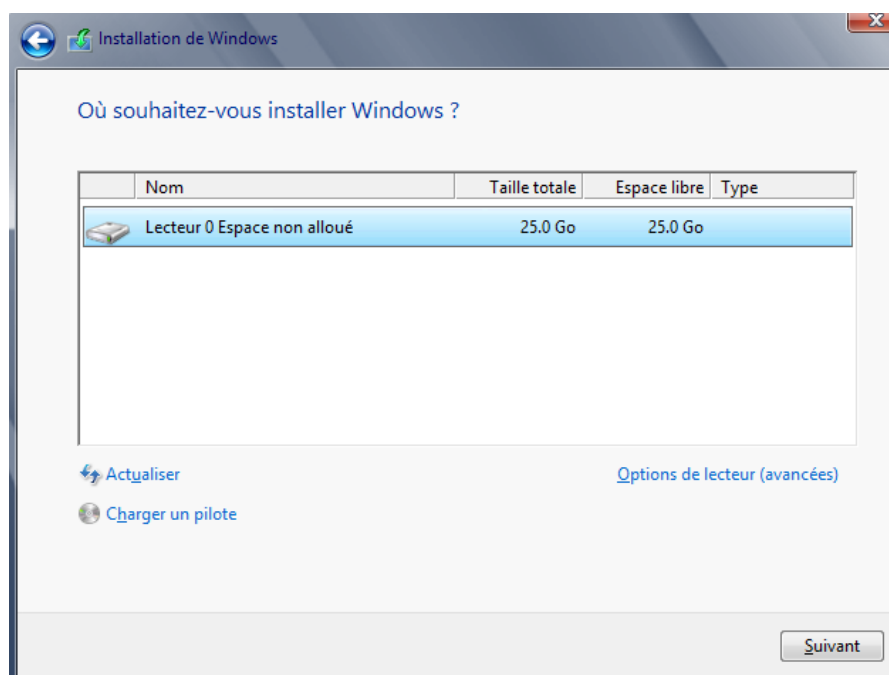 Installation de Windows
Où souhaitez-vous installer Windows ?
Nom Taille totale Espace libre Type
Lecteur 0 Espace non alloué 25.0 Go 25.0 Go
Actualiser Options de lecteur (avancées)
Charger un pilote
Suivant